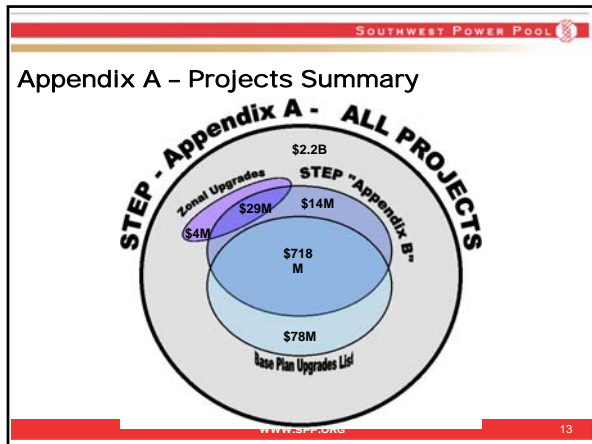 SOUTHWEST POWER POOL
Appendix A – Projects Summary
STEP - Appendix A - ALL PROJECTS
$2.2B
Zonal Upgrades
STEP "Appendix B"
$14M
$29M
$4M
$718
M
$78M
Base Plan Upgrades List
WWW.SPP.ORG
13